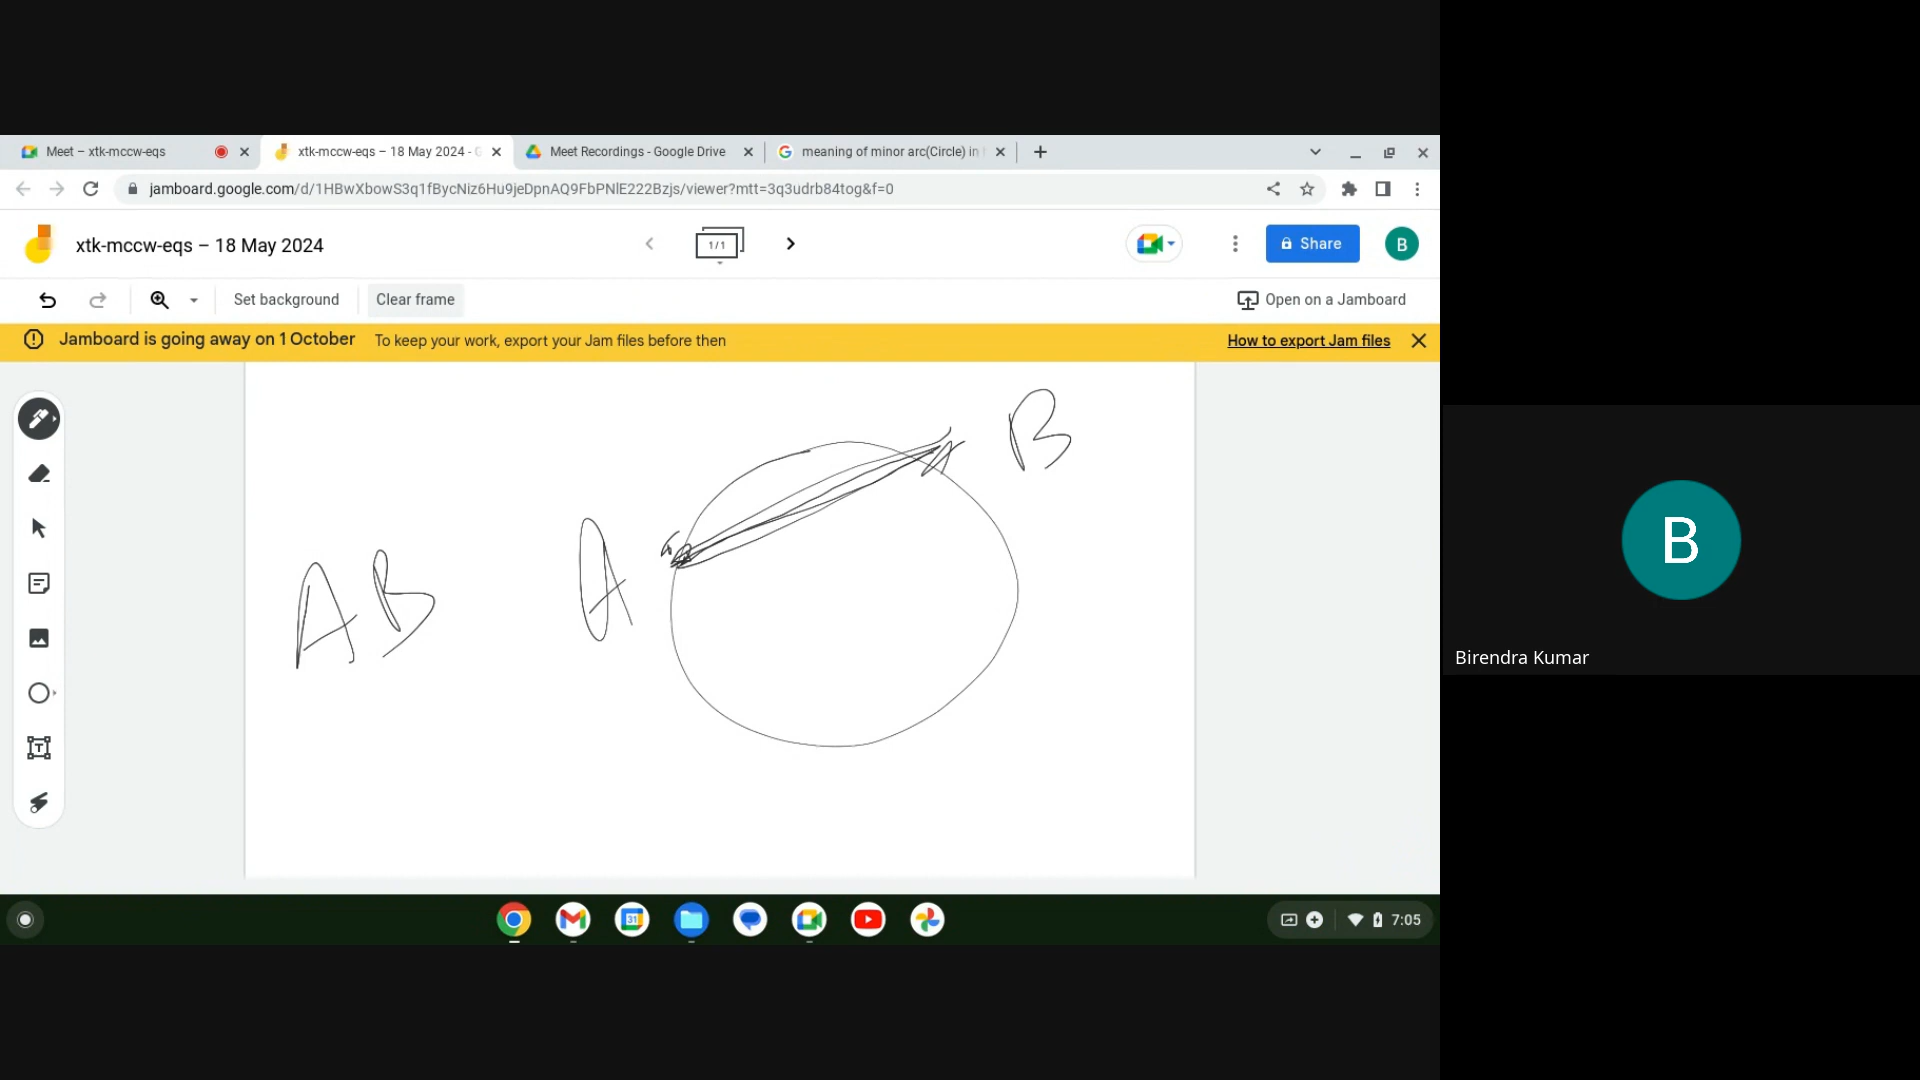 Meet – xtk-mccw-eqs
xtk-mccw-eqs – 18 May 2024 - G
Meet Recordings - Google Drive
meaning of minor arc(Circle) in
jamboard.google.com/d/1HBwXbowS3q1fBycNiz6Hu9jeDpnAQ9FbPNlE222Bzjs/viewer?mtt=3q3udrb84tog&f=0
xtk-mccw-eqs – 18 May 2024
1/1
Share
B
Set background
Clear frame
Open on a Jamboard
Jamboard is going away on 1 October To keep your work, export your Jam files before then
How to export Jam files
B
A
AB
B
Birendra Kumar
31
7:05